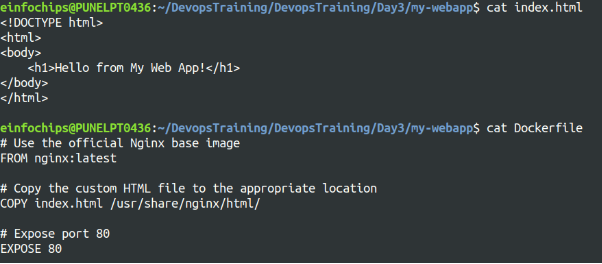 einfochips@PUNELPT0436:~/DevopsTraining/DevopsTraining/Day3/my-webapp$ cat index.html
<!DOCTYPE html>
<html>
<body>
    <h1>Hello from My Web App!</h1>
</body>
</html>

einfochips@PUNELPT0436:~/DevopsTraining/DevopsTraining/Day3/my-webapp$ cat Dockerfile
# Use the official Nginx base image
FROM nginx:latest

# Copy the custom HTML file to the appropriate location
COPY index.html /usr/share/nginx/html/

# Expose port 80
EXPOSE 80